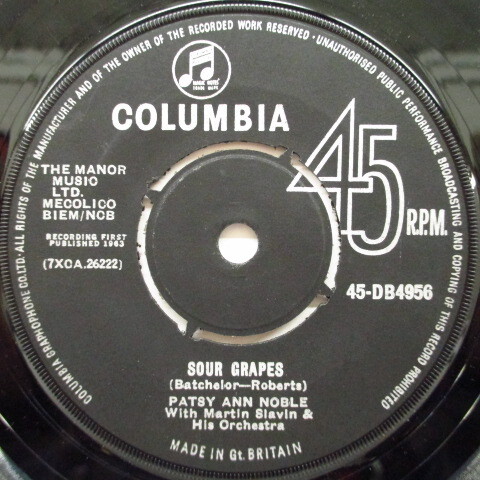 COLUMBIA GRAPHOPHONE CO.LTD.·ALL RIGHTS OF THE MANUFACTURER AND OF THE OWNER OF THE RECORDED WORK RESERVED · UNAUTHORISED PUBLIC PERFORMANCE BROADCASTING AND COPYING OF THIS RECORD PROHIBITED
MAGIC NOTES
TRADE MARK
COLUMBIA
45
R.P.M.
THE MANOR
MUSIC
LTD.
MECOLICO
BIEM/NCB
RECORDING FIRST
PUBLISHED 1963
(7XCA.26222)
45-DB4956
SOUR GRAPES
(Batchelor—Roberts)
PATSY ANN NOBLE
With Martin Slavin &
His Orchestra
MADE IN Gt. BRITAIN